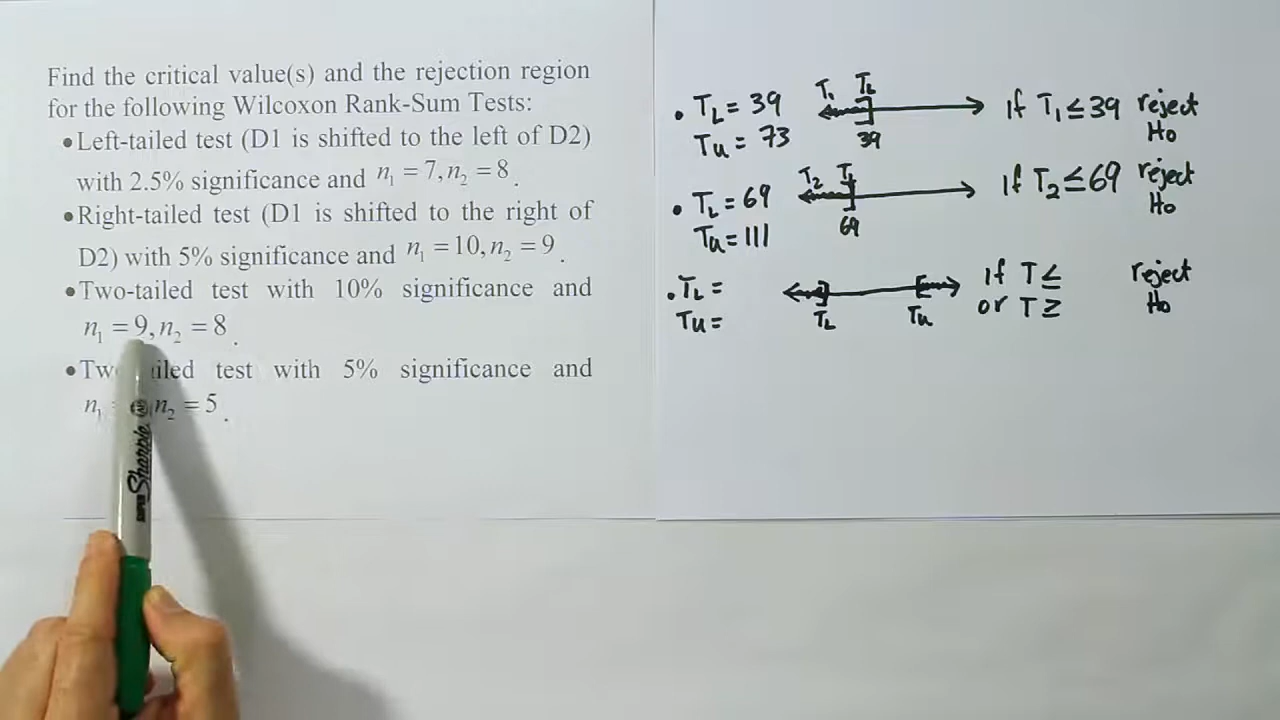 Find the critical value(s) and the rejection region
for the following Wilcoxon Rank-Sum Tests:
• Left-tailed test (D1 is shifted to the left of D2)
with 2.5% significance and n₁ = 7, n₂ = 8 .
• Right-tailed test (D1 is shifted to the right of
D2) with 5% significance and n₁ = 10, n₂ = 9 .
• Two-tailed test with 10% significance and
n₁ = 9, n₂ = 8 .
• Two-tailed test with 5% significance and
n₁ n₂ = 5 .
• TL = 39 T₁ TL if T₁ ≤ 39 reject
Tu = 73 39 Ho
• TL = 69 T₂ if T₂ ≤ 69 reject
Tu = 111 69 Ho
• TL = if T ≤ reject
Tu = TL Tu or T ≥ Ho
Sharpie